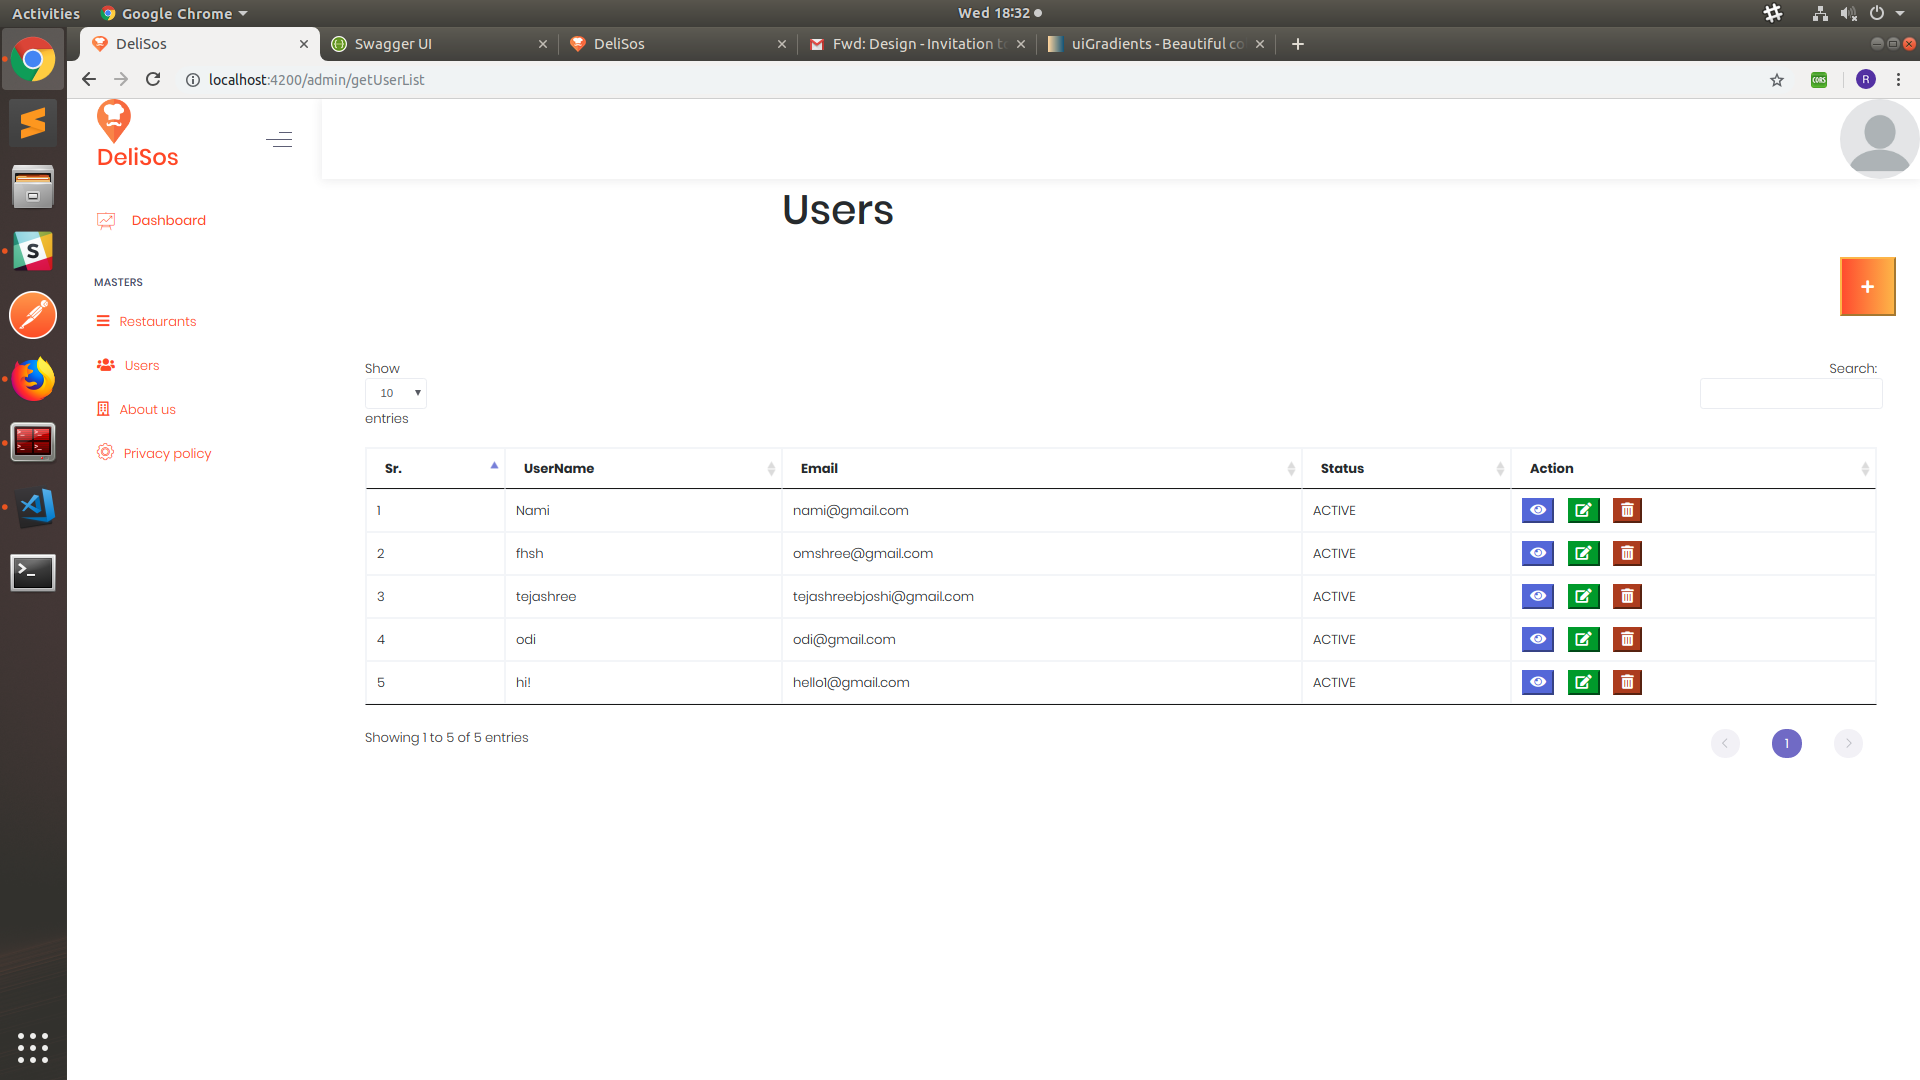 Activities Google Chrome Wed 18:32
DeliSos Swagger UI DeliSos Fwd: Design - Invitation t uiGradients - Beautiful co
localhost:4200/admin/getUserList CORS R
DeliSos
Users
Dashboard
MASTERS
+
Restaurants
Users
About us
Privacy policy
Show
10
entries
Search:
Sr. UserName Email Status Action
1 Nami nami@gmail.com ACTIVE
2 fhsh omshree@gmail.com ACTIVE
3 tejashree tejashreebjoshi@gmail.com ACTIVE
4 odi odi@gmail.com ACTIVE
5 hi! hello1@gmail.com ACTIVE
Showing 1 to 5 of 5 entries
1